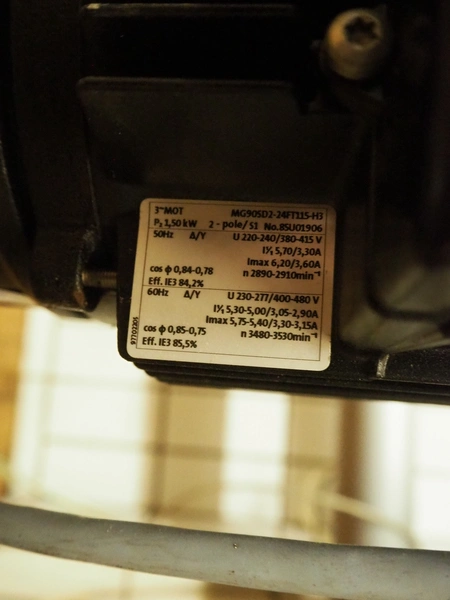 3~MOT MG90SD2-24FT115-H3
P₂ 1,50 kW 2 - pole/ S1 No.85U01906
50Hz Δ/Y U 220-240/380-415 V
I¹/₁ 5,70/3,30A
Imax 6,20/3,60A
cos φ 0,84-0,78 n 2890-2910min⁻¹
Eff. IE3 84,2%
60Hz Δ/Y U 230-277/400-480 V
I¹/₁ 5,30-5,00/3,05-2,90A
Imax 5,75-5,40/3,30-3,15A
cos φ 0,85-0,75 n 3480-3530min⁻¹
Eff. IE3 85,5%
97702205